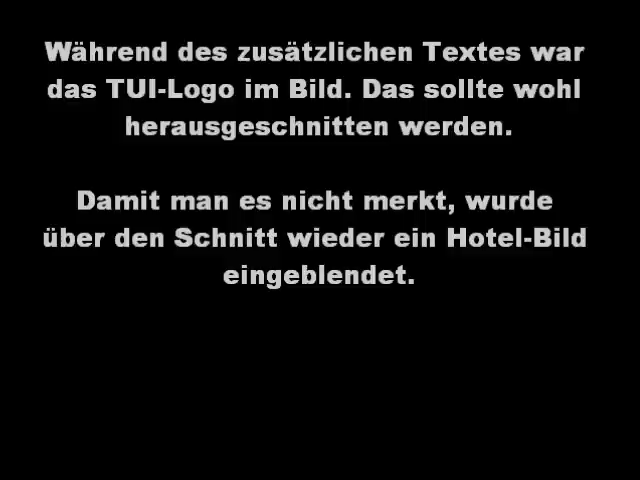 Während des zusätzlichen Textes war
das TUI-Logo im Bild. Das sollte wohl
herausgeschnitten werden.
Damit man es nicht merkt, wurde
über den Schnitt wieder ein Hotel-Bild
eingeblendet.